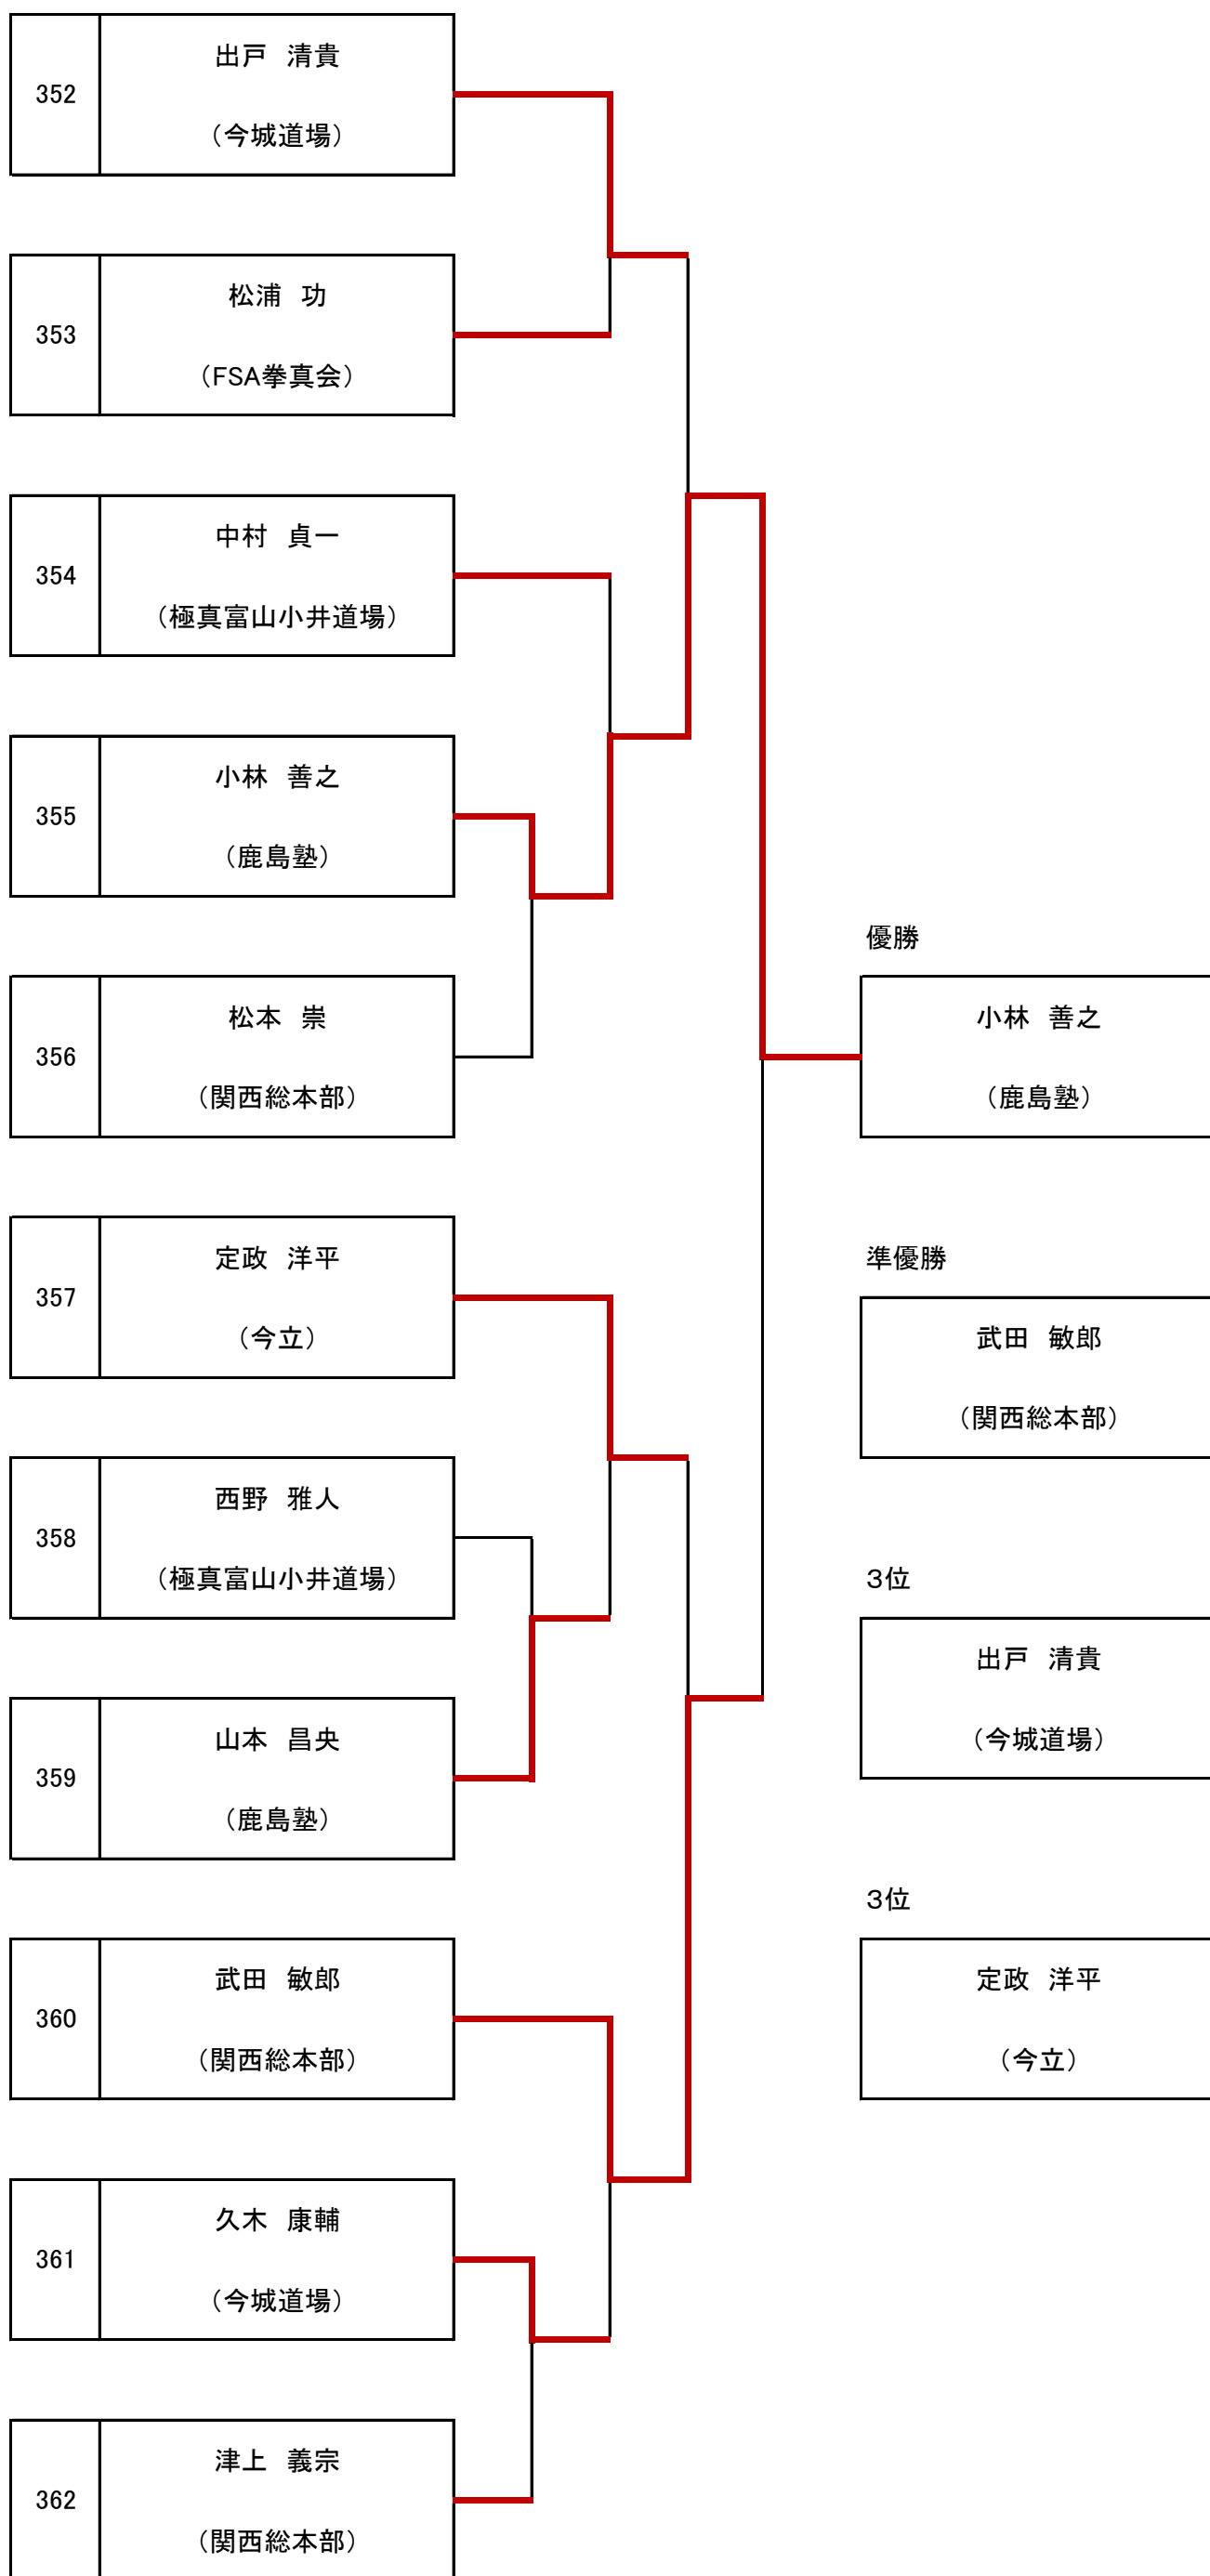 352
出戸　清貴
（今城道場）
353
松浦　功
（FSA拳真会）
354
中村　貞一
（極真富山小井道場）
355
小林　善之
（鹿島塾）
356
松本　崇
（関西総本部）
357
定政　洋平
（今立）
358
西野　雅人
（極真富山小井道場）
359
山本　昌央
（鹿島塾）
360
武田　敏郎
（関西総本部）
361
久木　康輔
（今城道場）
362
津上　義宗
（関西総本部）
優勝
小林　善之
（鹿島塾）
準優勝
武田　敏郎
（関西総本部）
3位
出戸　清貴
（今城道場）
3位
定政　洋平
（今立）